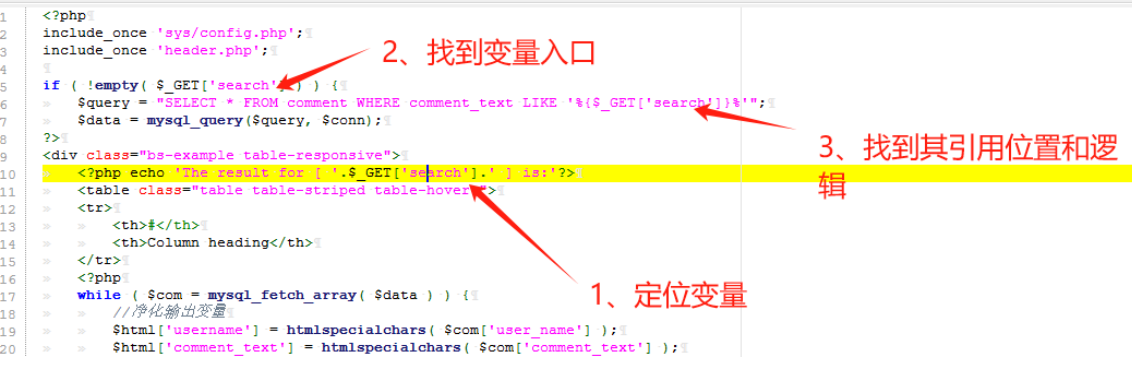 1 <?php
2 include_once 'sys/config.php';
3 include_once 'header.php';
4
5 if ( !empty( $_GET['search'] ) ) {
6 $query = "SELECT * FROM comment WHERE comment_text LIKE '%{$_GET['search']}%'";
7 $data = mysql_query($query, $conn);
8 ?>
9 <div class="bs-example table-responsive">
10 <?php echo 'The result for [ '.$_GET['search'].' ] is:'?>
11 <table class="table table-striped table-hover ">
12 <tr>
13 <th>#</th>
14 <th>Column heading</th>
15 </tr>
16 <?php
17 while ( $com = mysql_fetch_array( $data ) ) {
18 //净化输出变量
19 $html['username'] = htmlspecialchars( $com['user_name'] );
20 $html['comment_text'] = htmlspecialchars( $com['comment_text'] );
2、找到变量入口
3、找到其引用位置和逻
辑
1、定位变量